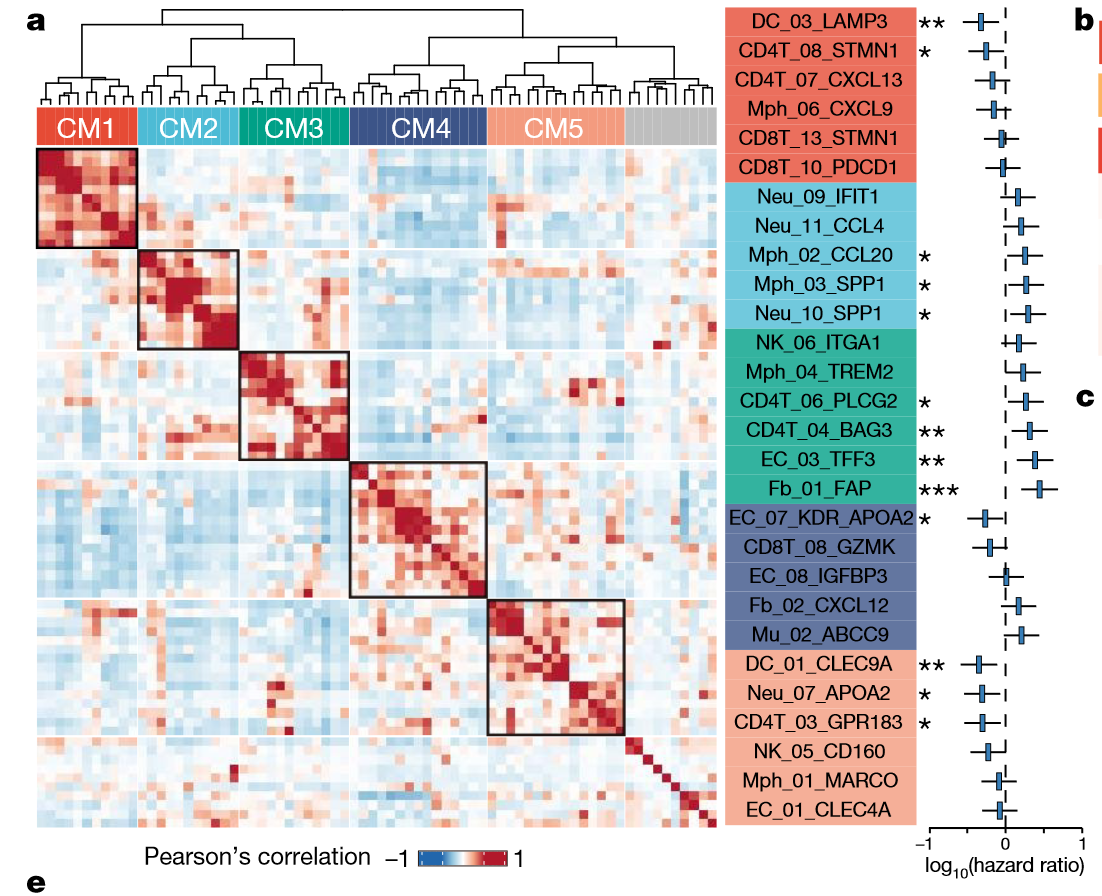 a
b
CM1 CM2 CM3 CM4 CM5
DC_03_LAMP3 **
CD4T_08_STMN1 *
CD4T_07_CXCL13
Mph_06_CXCL9
CD8T_13_STMN1
CD8T_10_PDCD1
Neu_09_IFIT1
Neu_11_CCL4
Mph_02_CCL20 *
Mph_03_SPP1 *
Neu_10_SPP1 *
NK_06_ITGA1
Mph_04_TREM2
c
CD4T_06_PLCG2 *
CD4T_04_BAG3 **
EC_03_TFF3 **
Fb_01_FAP ***
EC_07_KDR_APOA2 *
CD8T_08_GZMK
EC_08_IGFBP3
Fb_02_CXCL12
Mu_02_ABCC9
DC_01_CLEC9A **
Neu_07_APOA2 *
CD4T_03_GPR183 *
NK_05_CD160
Mph_01_MARCO
EC_01_CLEC4A
−1 0 1
log10(hazard ratio)
Pearson's correlation −1 1
e